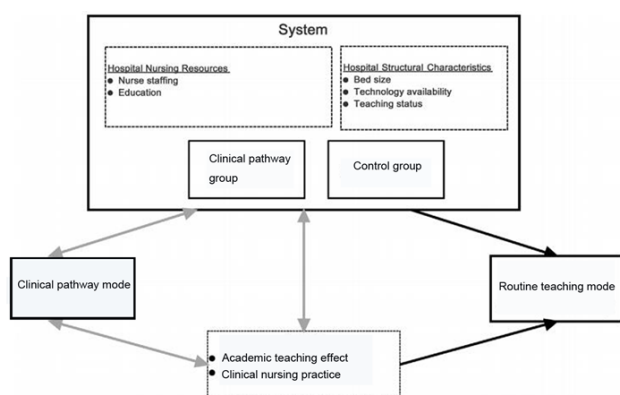 System
Hospital Nursing Resources
● Nurse staffing
● Education
Hospital Structural Characteristics
● Bed size
● Technology availability
● Teaching status
Clinical pathway
group
Control group
Clinical pathway mode
Routine teaching mode
● Academic teaching effect
● Clinical nursing practice